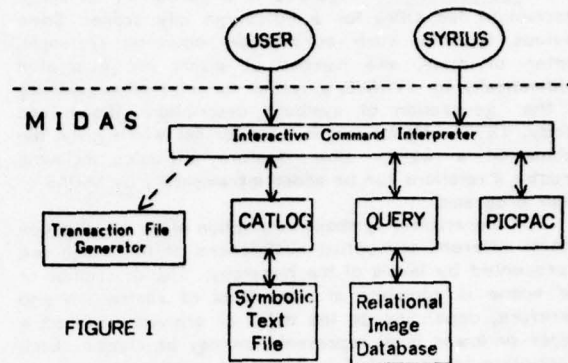 USER SYRIUS
MIDAS
Interactive Command Interpreter
Transaction File
Generator
CATLOG QUERY PICPAC
Symbolic
Text
File
Relational
Image
Database
FIGURE 1